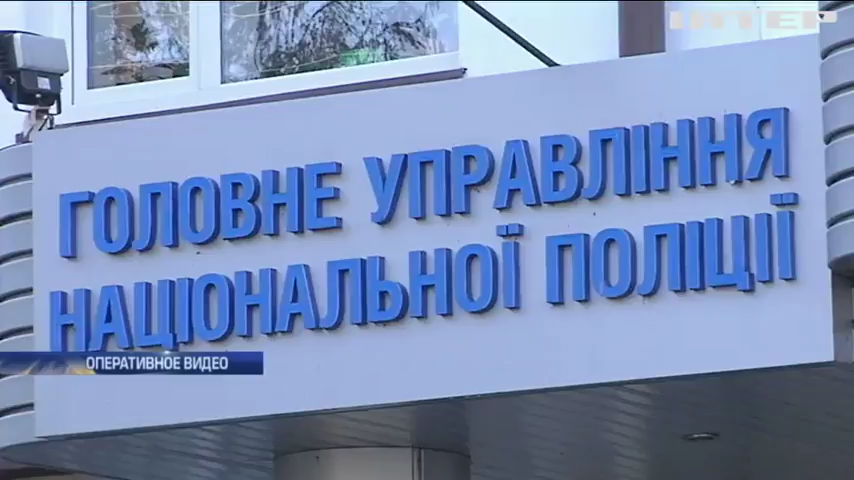 ІНТЕР
ГОЛОВНЕ УПРАВЛІННЯ
НАЦІОНАЛЬНОЇ ПОЛІЦІЇ
ОПЕРАТИВНОЕ ВИДЕО